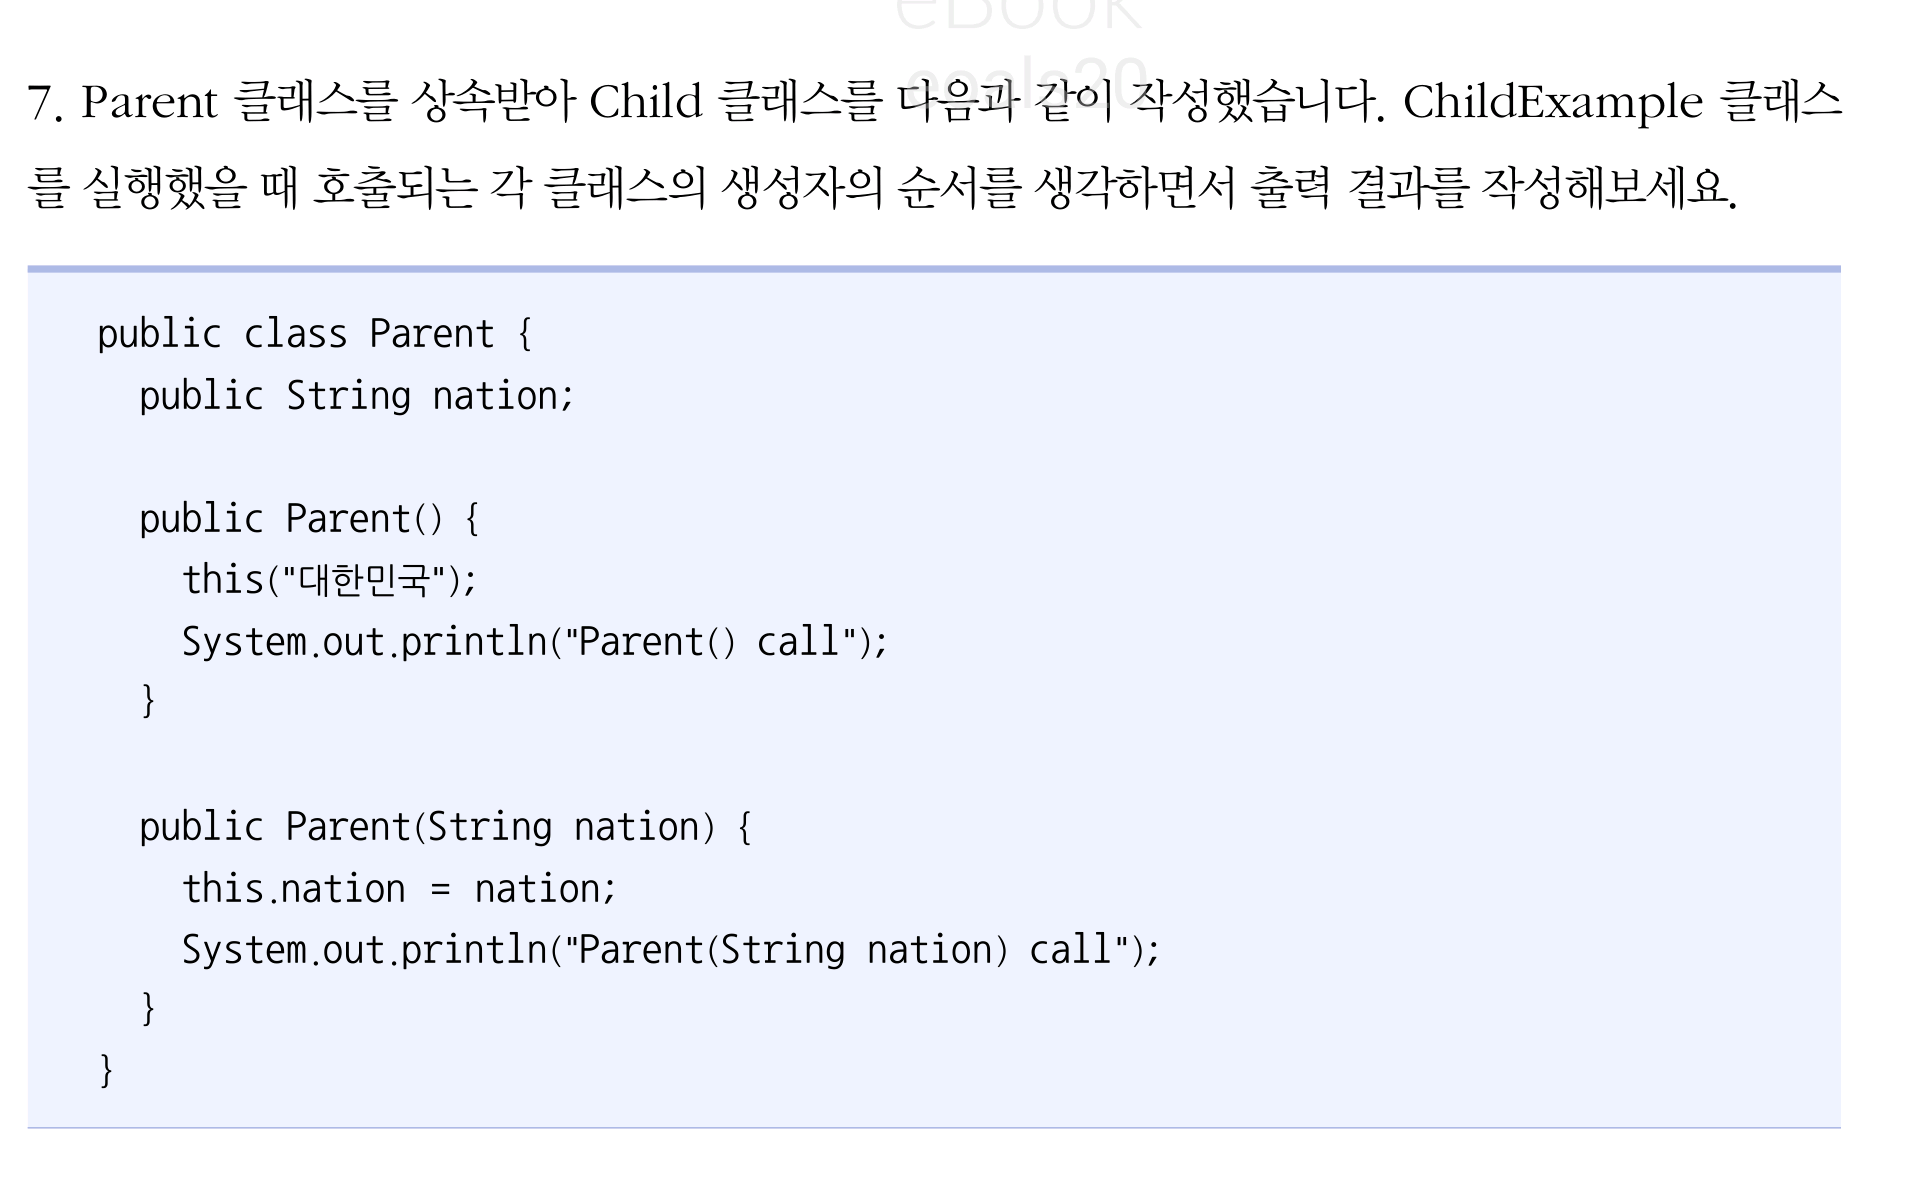 eBook
egals20
7. Parent 클래스를 상속받아 Child 클래스를 다음과 같이 작성했습니다. ChildExample 클래스
를 실행했을 때 호출되는 각 클래스의 생성자의 순서를 생각하면서 출력 결과를 작성해보세요.
public class Parent {
public String nation;
public Parent() {
this("대한민국");
System.out.println("Parent() call");
}
public Parent(String nation) {
this.nation = nation;
System.out.println("Parent(String nation) call");
}
}